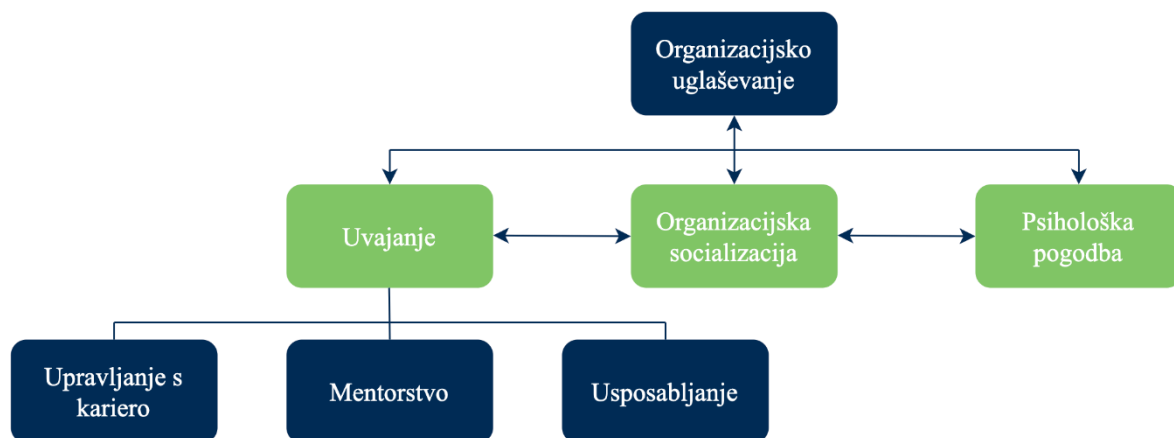 Organizacijsko
uglaševanje
Uvajanje
Organizacijska
socializacija
Psihološka
pogodba
Upravljanje s
kariero
Mentorstvo
Usposabljanje